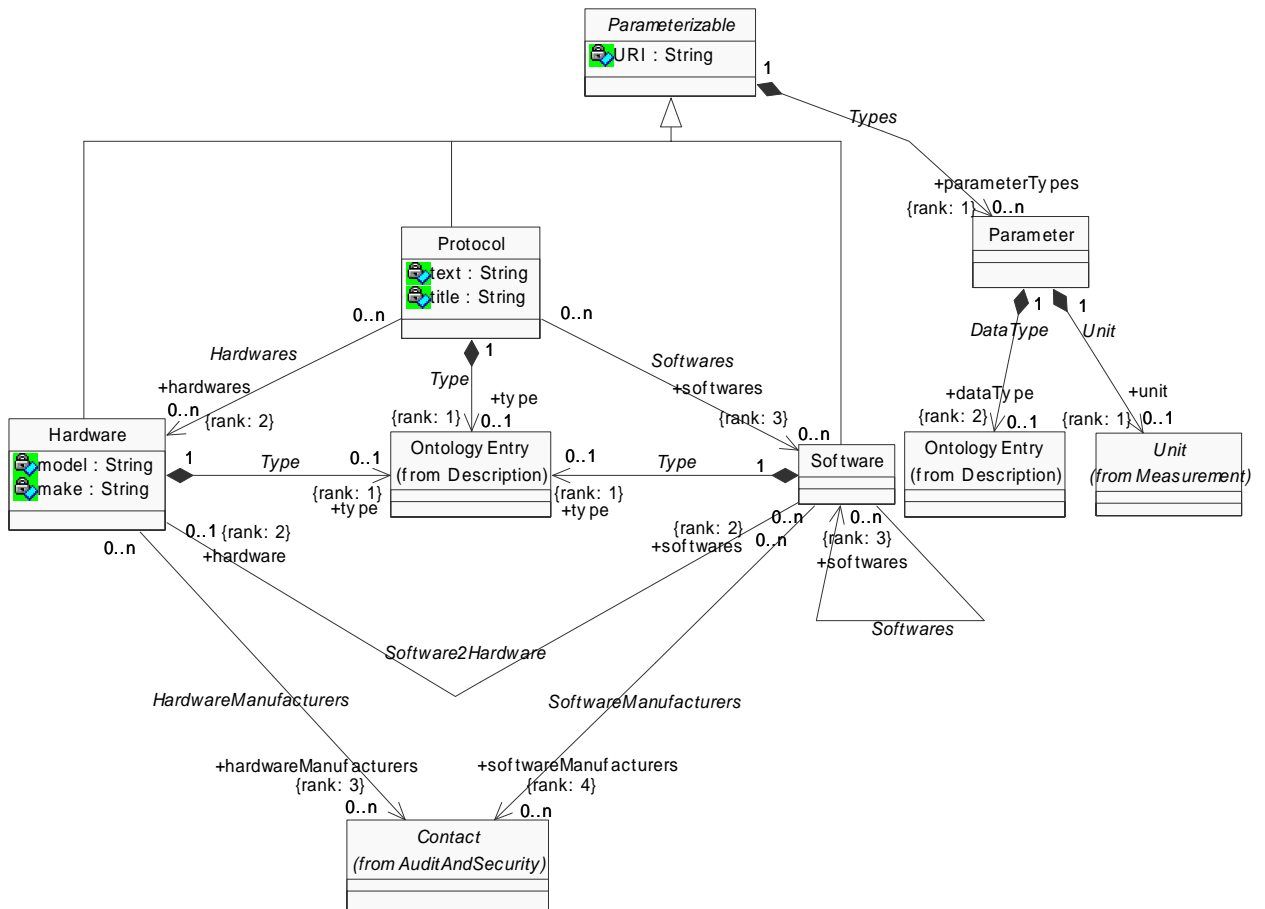 Parameterizable
URI : String
1
Types
+parameterTypes
{rank: 1}
0..n
Parameter
Protocol
text : String
title : String
0..n
0..n
1
1
1
DataType
Unit
Hardwares
Type
Softwares
+hardwares
+type
+softwares
+dataType
+unit
0..n
{rank: 2}
{rank: 1}
0..1
{rank: 3}
0..n
{rank: 2}
0..1
{rank: 1}
0..1
Hardware
model : String
make : String
1
Type
0..1
{rank: 1}
+type
OntologyEntry
(from Description)
0..1
Type
1
{rank: 1}
+type
Software
OntologyEntry
(from Description)
Unit
(from Measurement)
0..n
0..1
{rank: 2}
+hardware
{rank: 2}
0..n
+softwares
0..n
0..n
{rank: 3}
+softwares
Softwares
Software2Hardware
HardwareManufacturers
SoftwareManufacturers
+hardwareManufacturers
{rank: 3}
0..n
+softwareManufacturers
{rank: 4}
0..n
Contact
(from AuditAndSecurity)